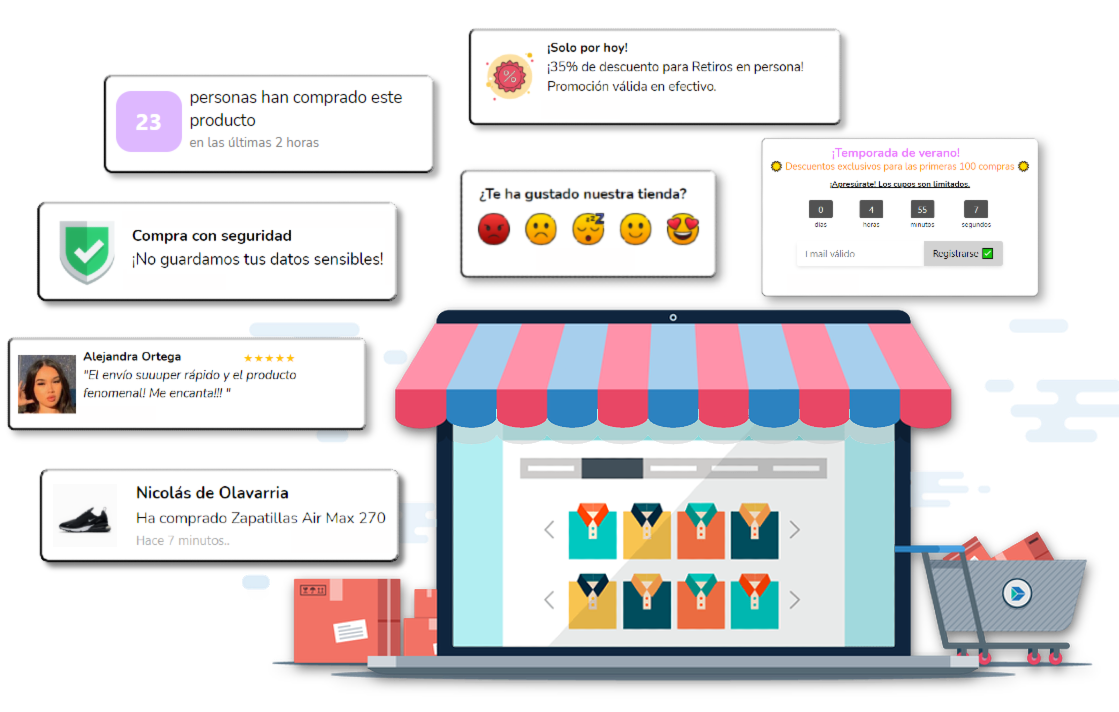 ¡Solo por hoy!
¡35% de descuento para Retiros en persona!
Promoción válida en efectivo.
23
personas han comprado este
producto
en las últimas 2 horas
¡Temporada de verano!
Descuentos exclusivos para las primeras 100 compras
¡Apresúrate! Los cupos son limitados.
0 4 55 7
días horas minutos segundos
Email válido Registrarse
¿Te ha gustado nuestra tienda?
Compra con seguridad
¡No guardamos tus datos sensibles!
Alejandra Ortega
"El envío suuuper rápido y el producto
fenomenal! Me encanta!!! "
Nicolás de Olavarria
Ha comprado Zapatillas Air Max 270
Hace 7 minutos..